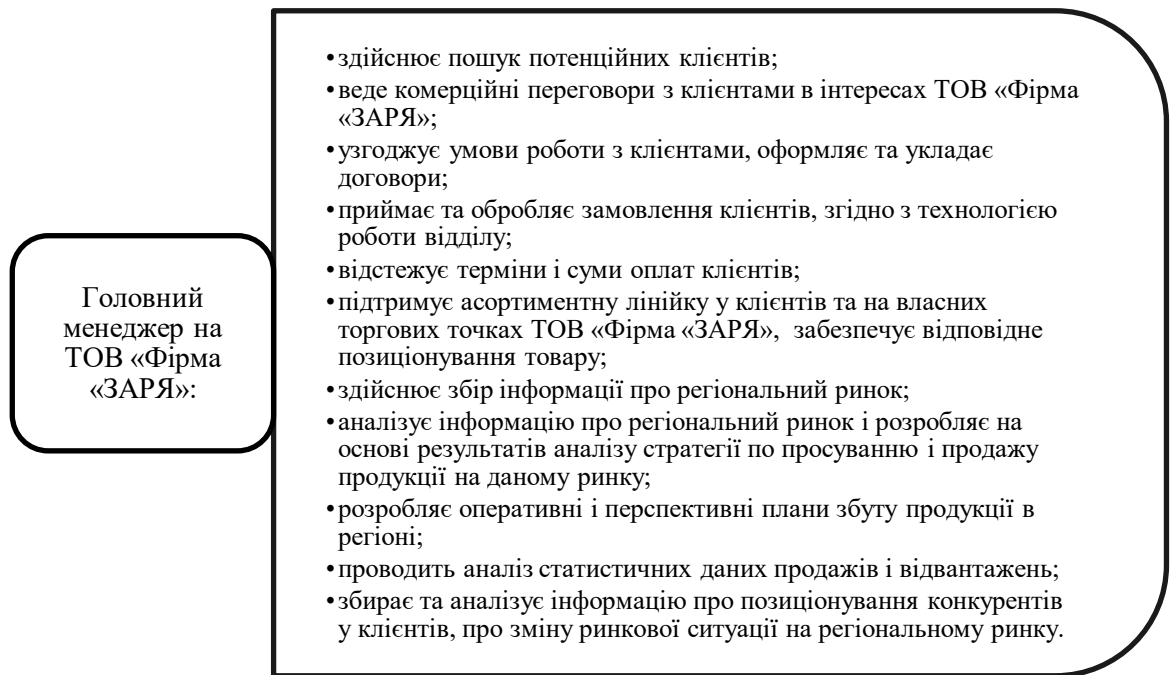 Головний
менеджер на
ТОВ «Фірма
«ЗАРЯ»:
•здійснює пошук потенційних клієнтів;
•веде комерційні переговори з клієнтами в інтересах ТОВ «Фірма
«ЗАРЯ»;
•узгоджує умови роботи з клієнтами, оформляє та укладає
договори;
•приймає та обробляє замовлення клієнтів, згідно з технологією
роботи відділу;
•відстежує терміни і суми оплат клієнтів;
•підтримує асортиментну лінійку у клієнтів та на власних
торгових точках ТОВ «Фірма «ЗАРЯ», забезпечує відповідне
позиціонування товару;
•здійснює збір інформації про регіональний ринок;
•аналізує інформацію про регіональний ринок і розробляє на
основі результатів аналізу стратегії по просуванню і продажу
продукції на даному ринку;
•розробляє оперативні і перспективні плани збуту продукції в
регіоні;
•проводить аналіз статистичних даних продажів і відвантажень;
•збирає та аналізує інформацію про позиціонування конкурентів
у клієнтів, про зміну ринкової ситуації на регіональному ринку.